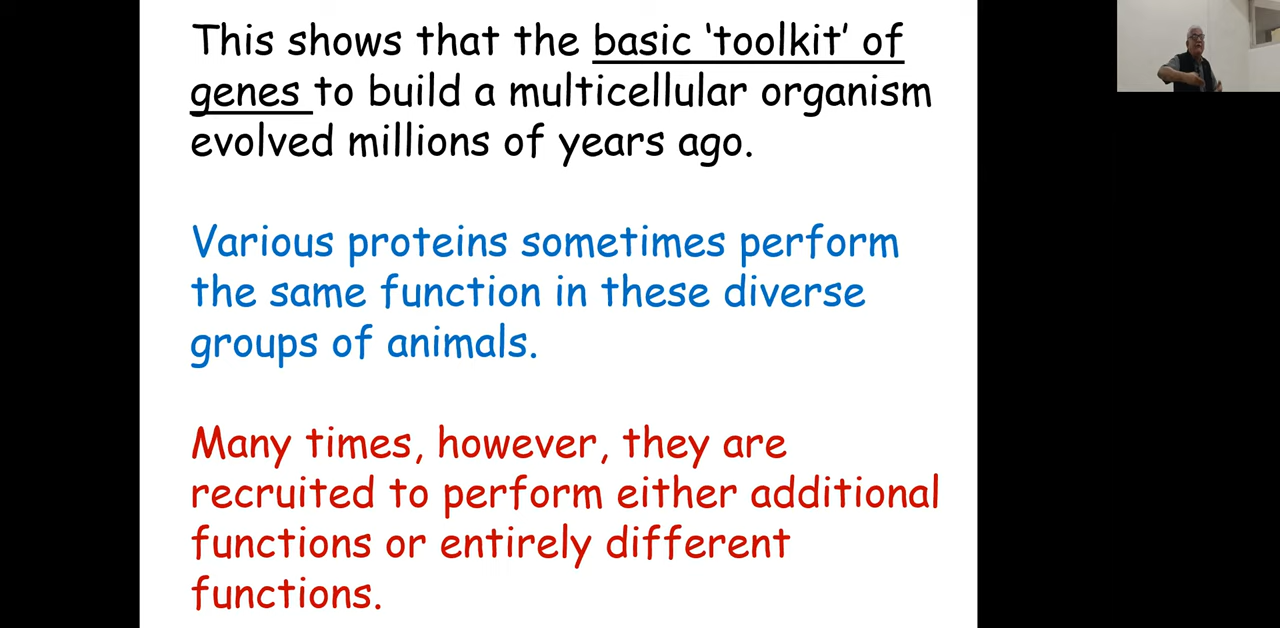 This shows that the basic ‘toolkit’ of
genes to build a multicellular organism
evolved millions of years ago.
Various proteins sometimes perform
the same function in these diverse
groups of animals.
Many times, however, they are
recruited to perform either additional
functions or entirely different
functions.